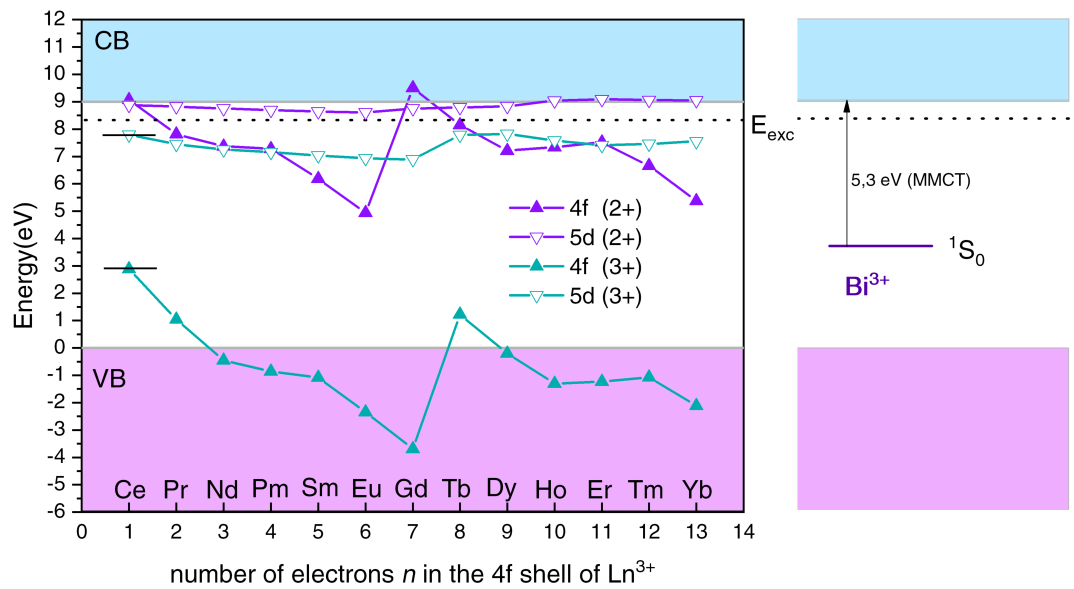 12
11
10
9
8
7
6
5
4
3
2
1
0
-1
-2
-3
-4
-5
-6
Energy(eV)
CB
VB
4f (2+)
5d (2+)
4f (3+)
5d (3+)
Ce Pr Nd Pm Sm Eu Gd Tb Dy Ho Er Tm Yb
0 1 2 3 4 5 6 7 8 9 10 11 12 13 14
number of electrons n in the 4f shell of Ln³⁺
E_exc
5,3 eV (MMCT)
¹S₀
Bi³⁺